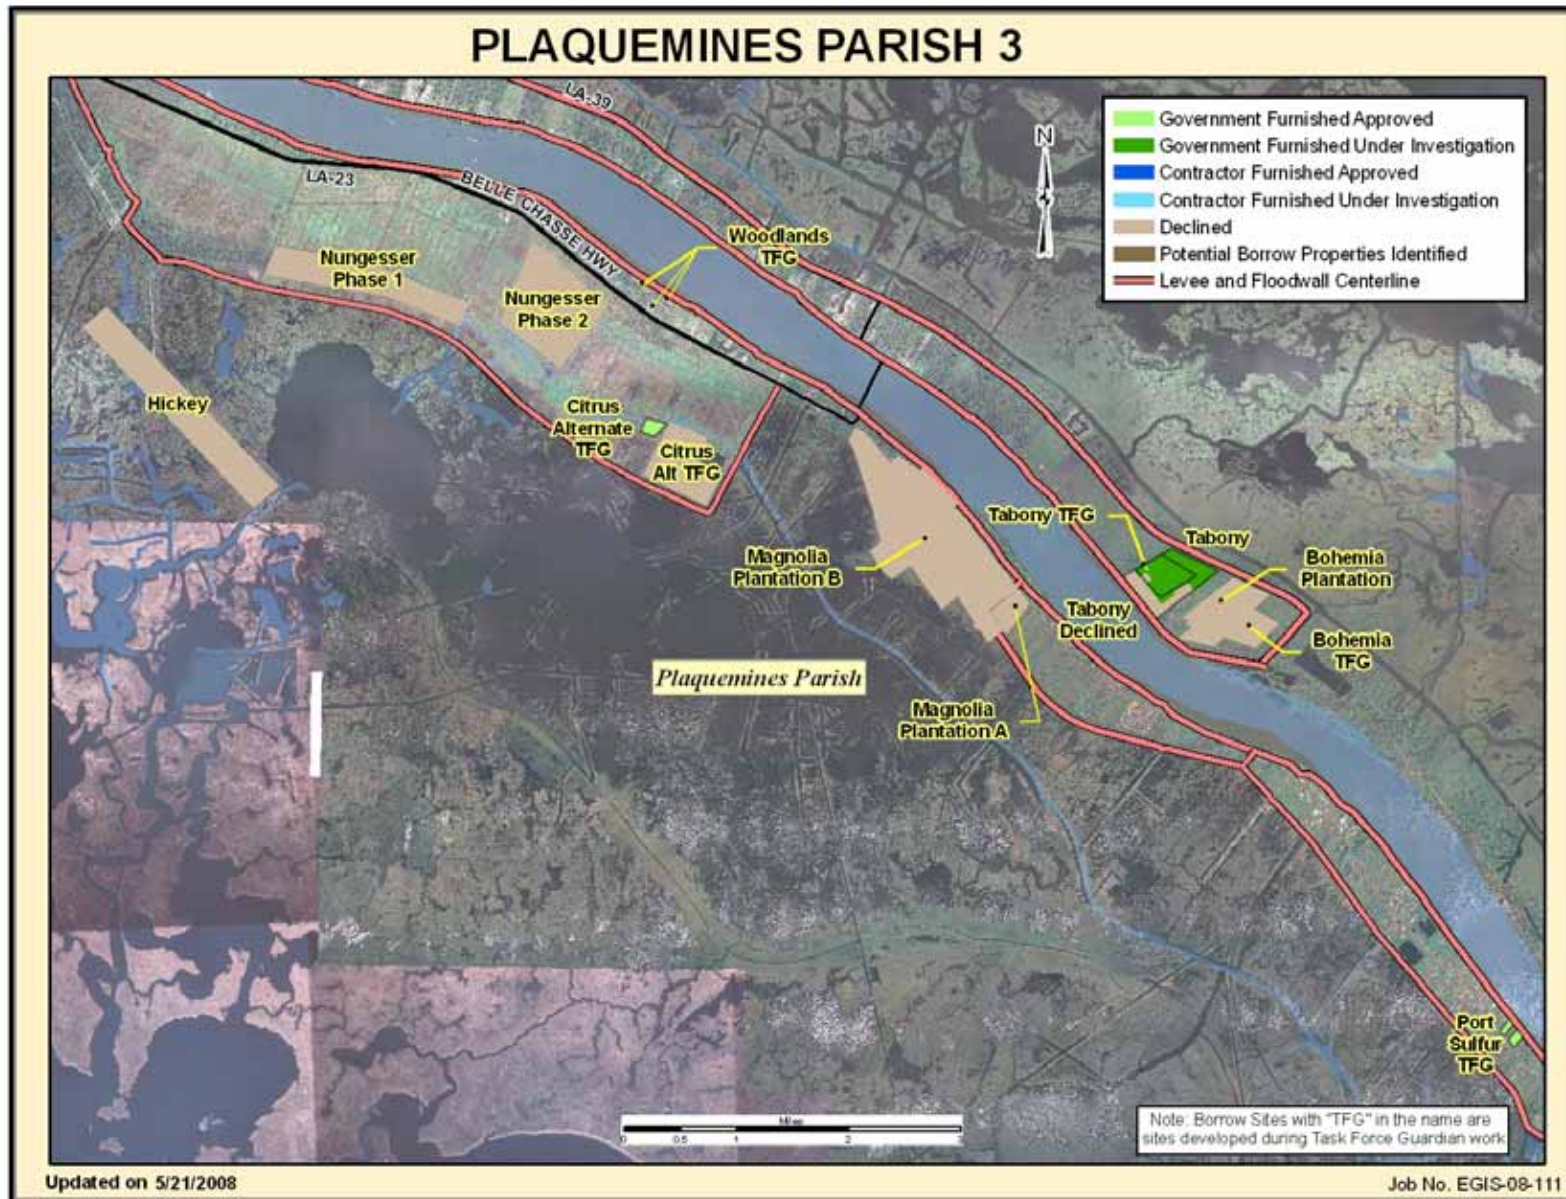 PLAQUEMINES PARISH 3
LA-39
N
Government Furnished Approved
Government Furnished Under Investigation
Contractor Furnished Approved
Contractor Furnished Under Investigation
Declined
Potential Borrow Properties Identified
Levee and Floodwall Centerline
LA-23
BELLE CHASSE HWY
Woodlands
TFG
Nungesser
Phase 1
Nungesser
Phase 2
Hickey
Citrus
Alternate
TFG
Citrus
Alt TFG
Tabony TFG
Tabony
Magnolia
Plantation B
Bohemia
Plantation
Tabony
Declined
Bohemia
TFG
Plaquemines Parish
Magnolia
Plantation A
Port
Sulfur
TFG
Miles
0 0.5 1 2 3
Note: Borrow Sites with "TFG" in the name are
sites developed during Task Force Guardian work
Updated on 5/21/2008
Job No. EGIS-08-111